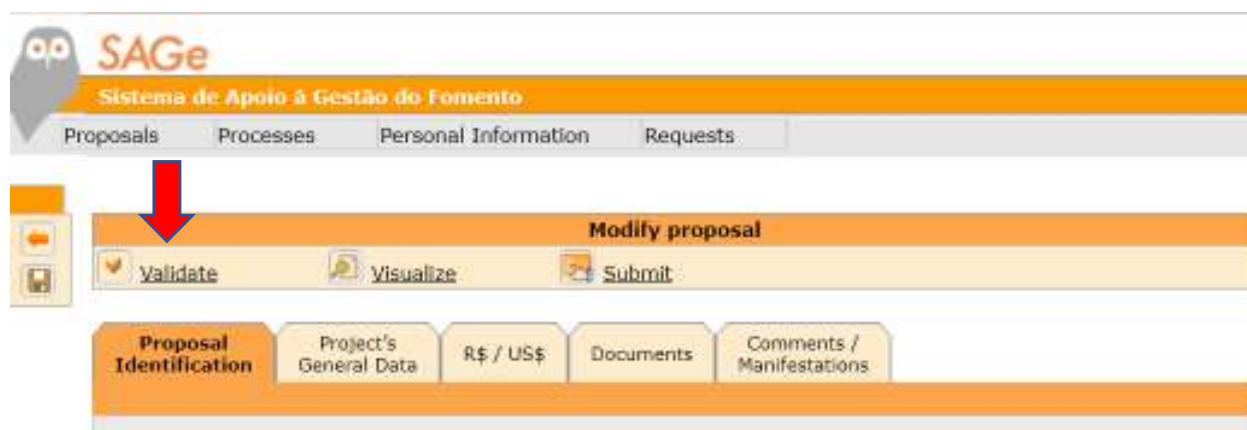 SAGe
Sistema de Apoio à Gestão do Fomento
Proposals Processes Personal Information Requests
Modify proposal
Validate Visualize Submit
Proposal Identification
Project's General Data
R$ / US$
Documents
Comments / Manifestations